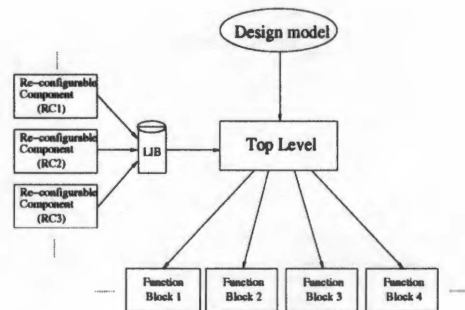 Design model
Re-configurable
Component
(RC1)
Re-configurable
Component
(RC2)
Re-configurable
Component
(RC3)
LIB
Top Level
Function
Block 1
Function
Block 2
Function
Block 3
Function
Block 4